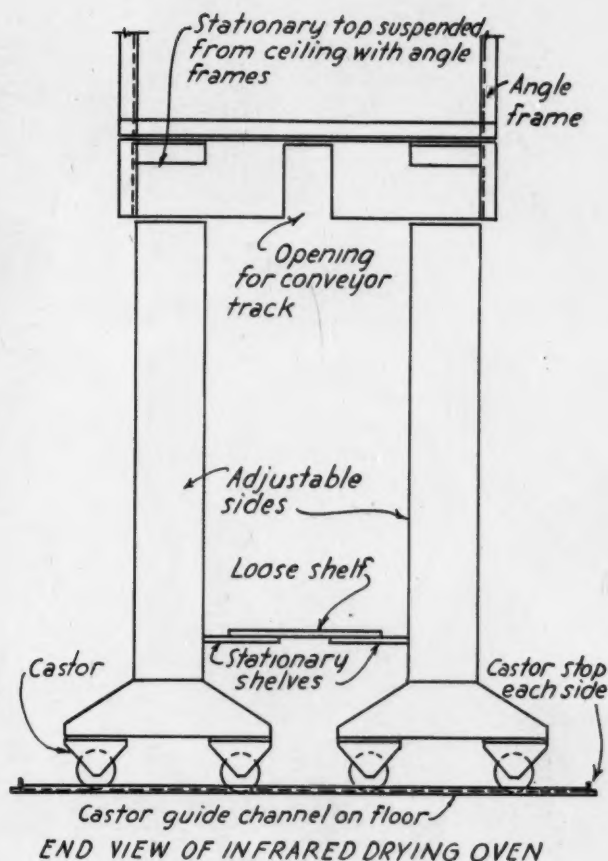 Stationary top suspended
from ceiling with angle
frames
Angle
frame
Opening
for conveyor
track
Adjustable
sides
Loose shelf
Stationary
shelves
Castor
Castor stop
each side
Castor guide channel on floor
END VIEW OF INFRARED DRYING OVEN